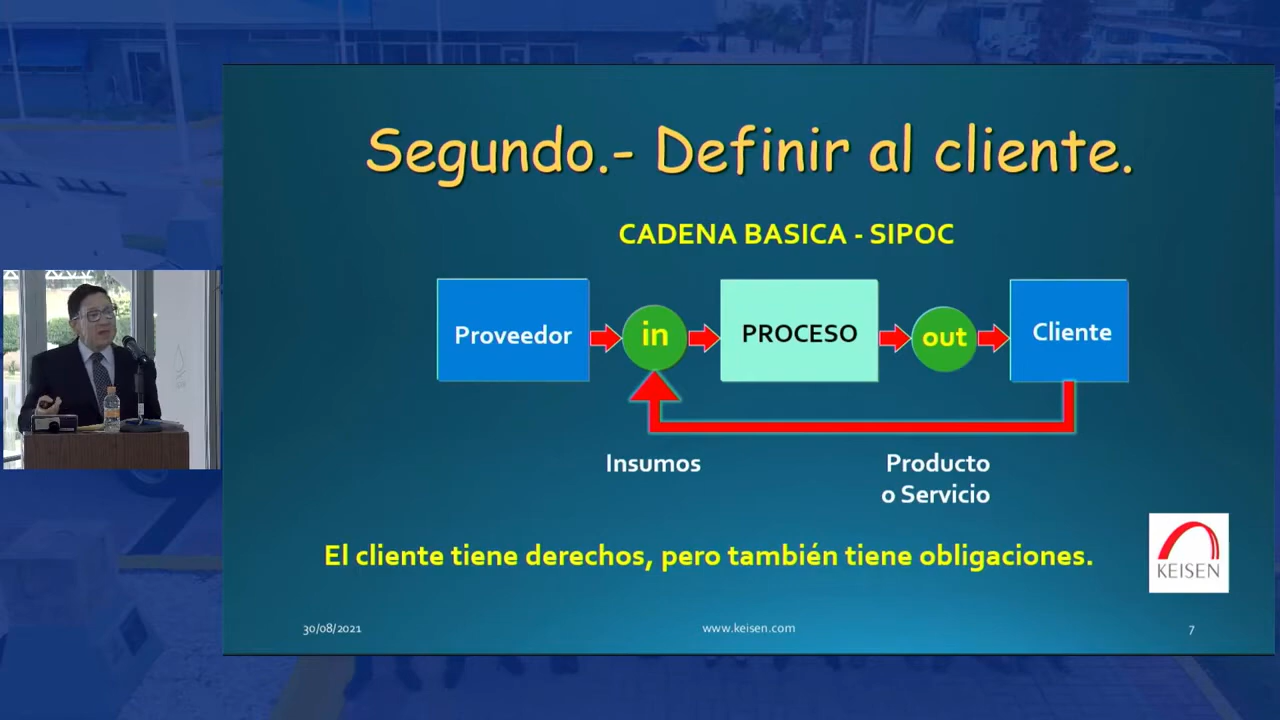 Segundo.- Definir al cliente.
CADENA BASICA - SIPOC
Proveedor
in
PROCESO
out
Cliente
Insumos
Producto
o Servicio
El cliente tiene derechos, pero también tiene obligaciones.
KEISEN
30/08/2021
www.keisen.com
7